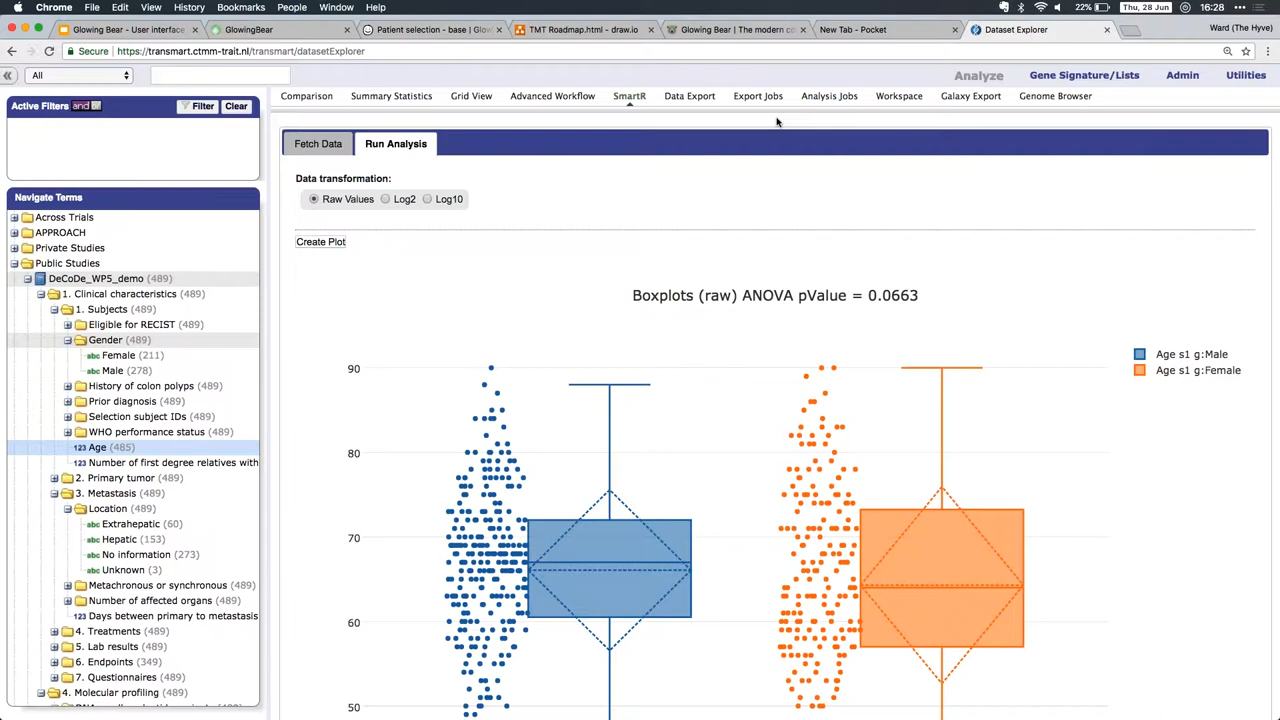 Chrome File Edit View History Bookmarks People Window Help 22% Thu, 28 Jun 16:28
Glowing Bear - User interface GlowingBear Patient selection - base TMT Roadmap.html - draw.io Glowing Bear | The modern co New Tab - Pocket Dataset Explorer Ward (The Hyve)
Secure https://transmart.ctmm-trait.nl/transmart/datasetExplorer
All Analyze Gene Signature/Lists Admin Utilities
Comparison Summary Statistics Grid View Advanced Workflow SmartR Data Export Export Jobs Analysis Jobs Workspace Galaxy Export Genome Browser
Active Filters and Filter Clear
Fetch Data Run Analysis
Data transformation:
Raw Values Log2 Log10
Create Plot
Navigate Terms
Across Trials
APPROACH
Private Studies
Public Studies
DeCoDe_WP5_demo (489)
1. Clinical characteristics (489)
1. Subjects (489)
Eligible for RECIST (489)
Gender (489)
abc Female (211)
abc Male (278)
History of colon polyps (489)
Prior diagnosis (489)
Selection subject IDs (489)
WHO performance status (489)
123 Age (485)
123 Number of first degree relatives with
2. Primary tumor (489)
3. Metastasis (489)
Location (489)
abc Extrahepatic (60)
abc Hepatic (153)
abc No information (273)
abc Unknown (3)
Metachronous or synchronous (489)
Number of affected organs (489)
123 Days between primary to metastasis
4. Treatments (489)
5. Lab results (489)
6. Endpoints (349)
7. Questionnaires (489)
4. Molecular profiling (489)
Boxplots (raw) ANOVA pValue = 0.0663
Age s1 g:Male
Age s1 g:Female
90
80
70
60
50